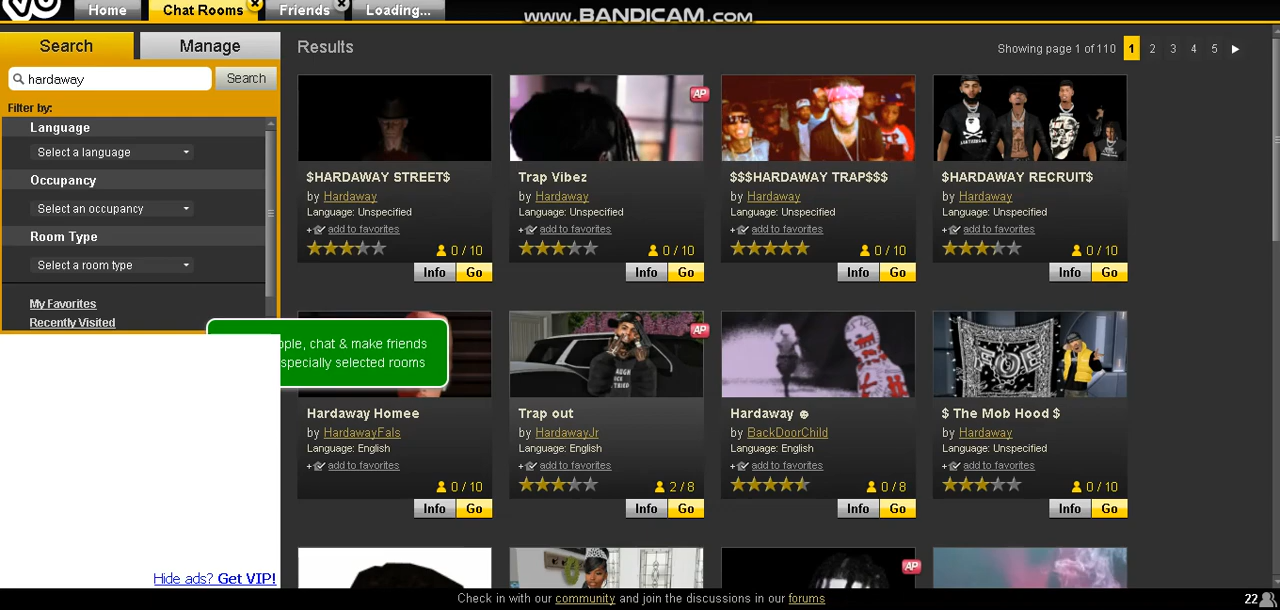 Home
Chat Rooms
Friends
Loading...
www.BANDICAM.com
Search
Manage
hardaway
Search
Filter by:
Language
Select a language
Occupancy
Select an occupancy
Room Type
Select a room type
My Favorites
Recently Visited
ple, chat & make friends
specially selected rooms
Hide ads? Get VIP!
Results
Showing page 1 of 110
1 2 3 4 5
$HARDAWAY STREET$
by Hardaway
Language: Unspecified
+ add to favorites
0 / 10
Info Go
AP
Trap Vibez
by Hardaway
Language: Unspecified
+ add to favorites
0 / 10
Info Go
$$$HARDAWAY TRAP$$$
by Hardaway
Language: Unspecified
+ add to favorites
0 / 10
Info Go
$HARDAWAY RECRUIT$
by Hardaway
Language: Unspecified
+ add to favorites
0 / 10
Info Go
Hardaway Homee
by HardawayFals
Language: English
+ add to favorites
0 / 10
Info Go
AP
Trap out
by HardawayJr
Language: English
+ add to favorites
2 / 8
Info Go
Hardaway ☻
by BackDoorChild
Language: English
+ add to favorites
0 / 8
Info Go
$ The Mob Hood $
by Hardaway
Language: Unspecified
+ add to favorites
0 / 10
Info Go
AP
Check in with our community and join the discussions in our forums
22